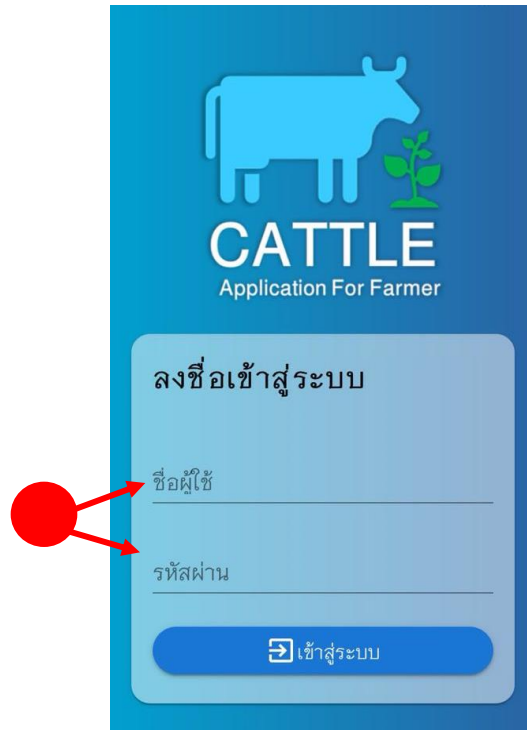 CATTLE
Application For Farmer
ลงชื่อเข้าสู่ระบบ
ชื่อผู้ใช้
รหัสผ่าน
เข้าสู่ระบบ